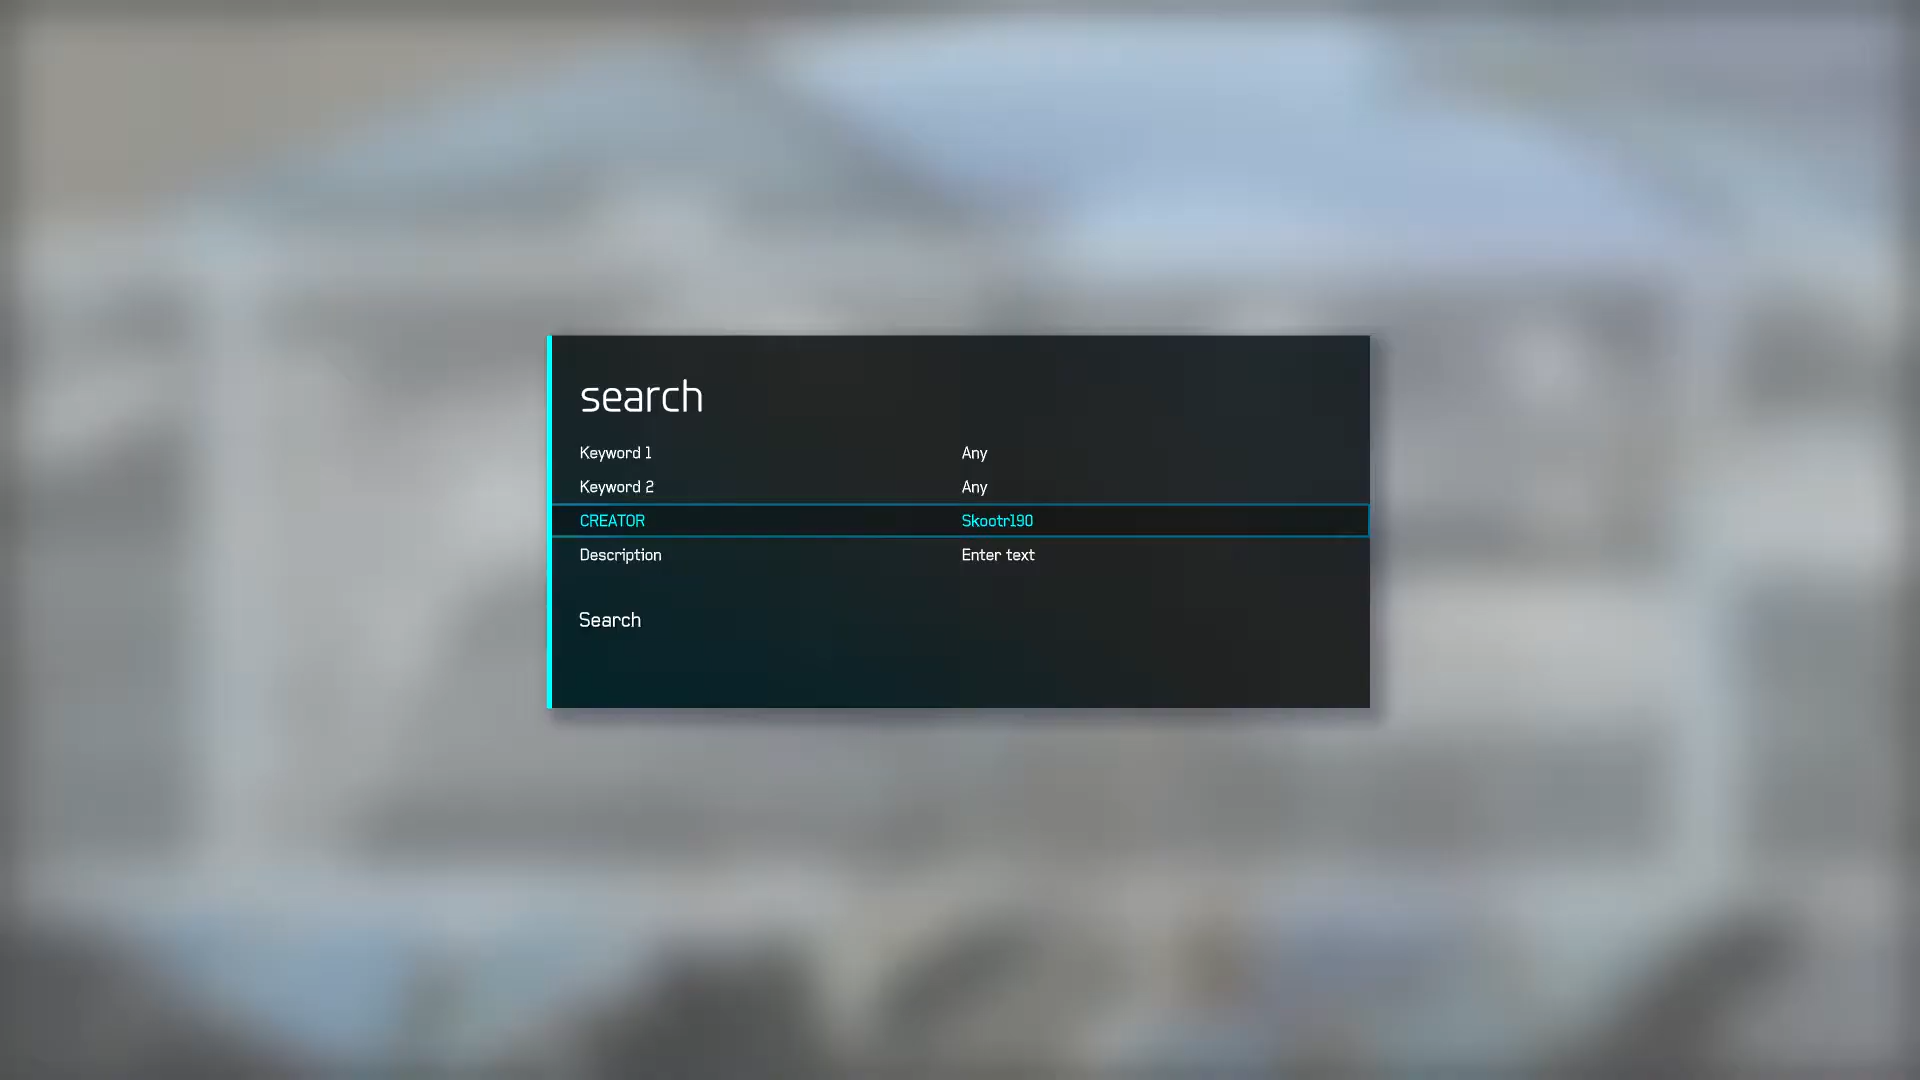 search
Keyword 1 Any
Keyword 2 Any
CREATOR Skootr190
Description Enter text
Search